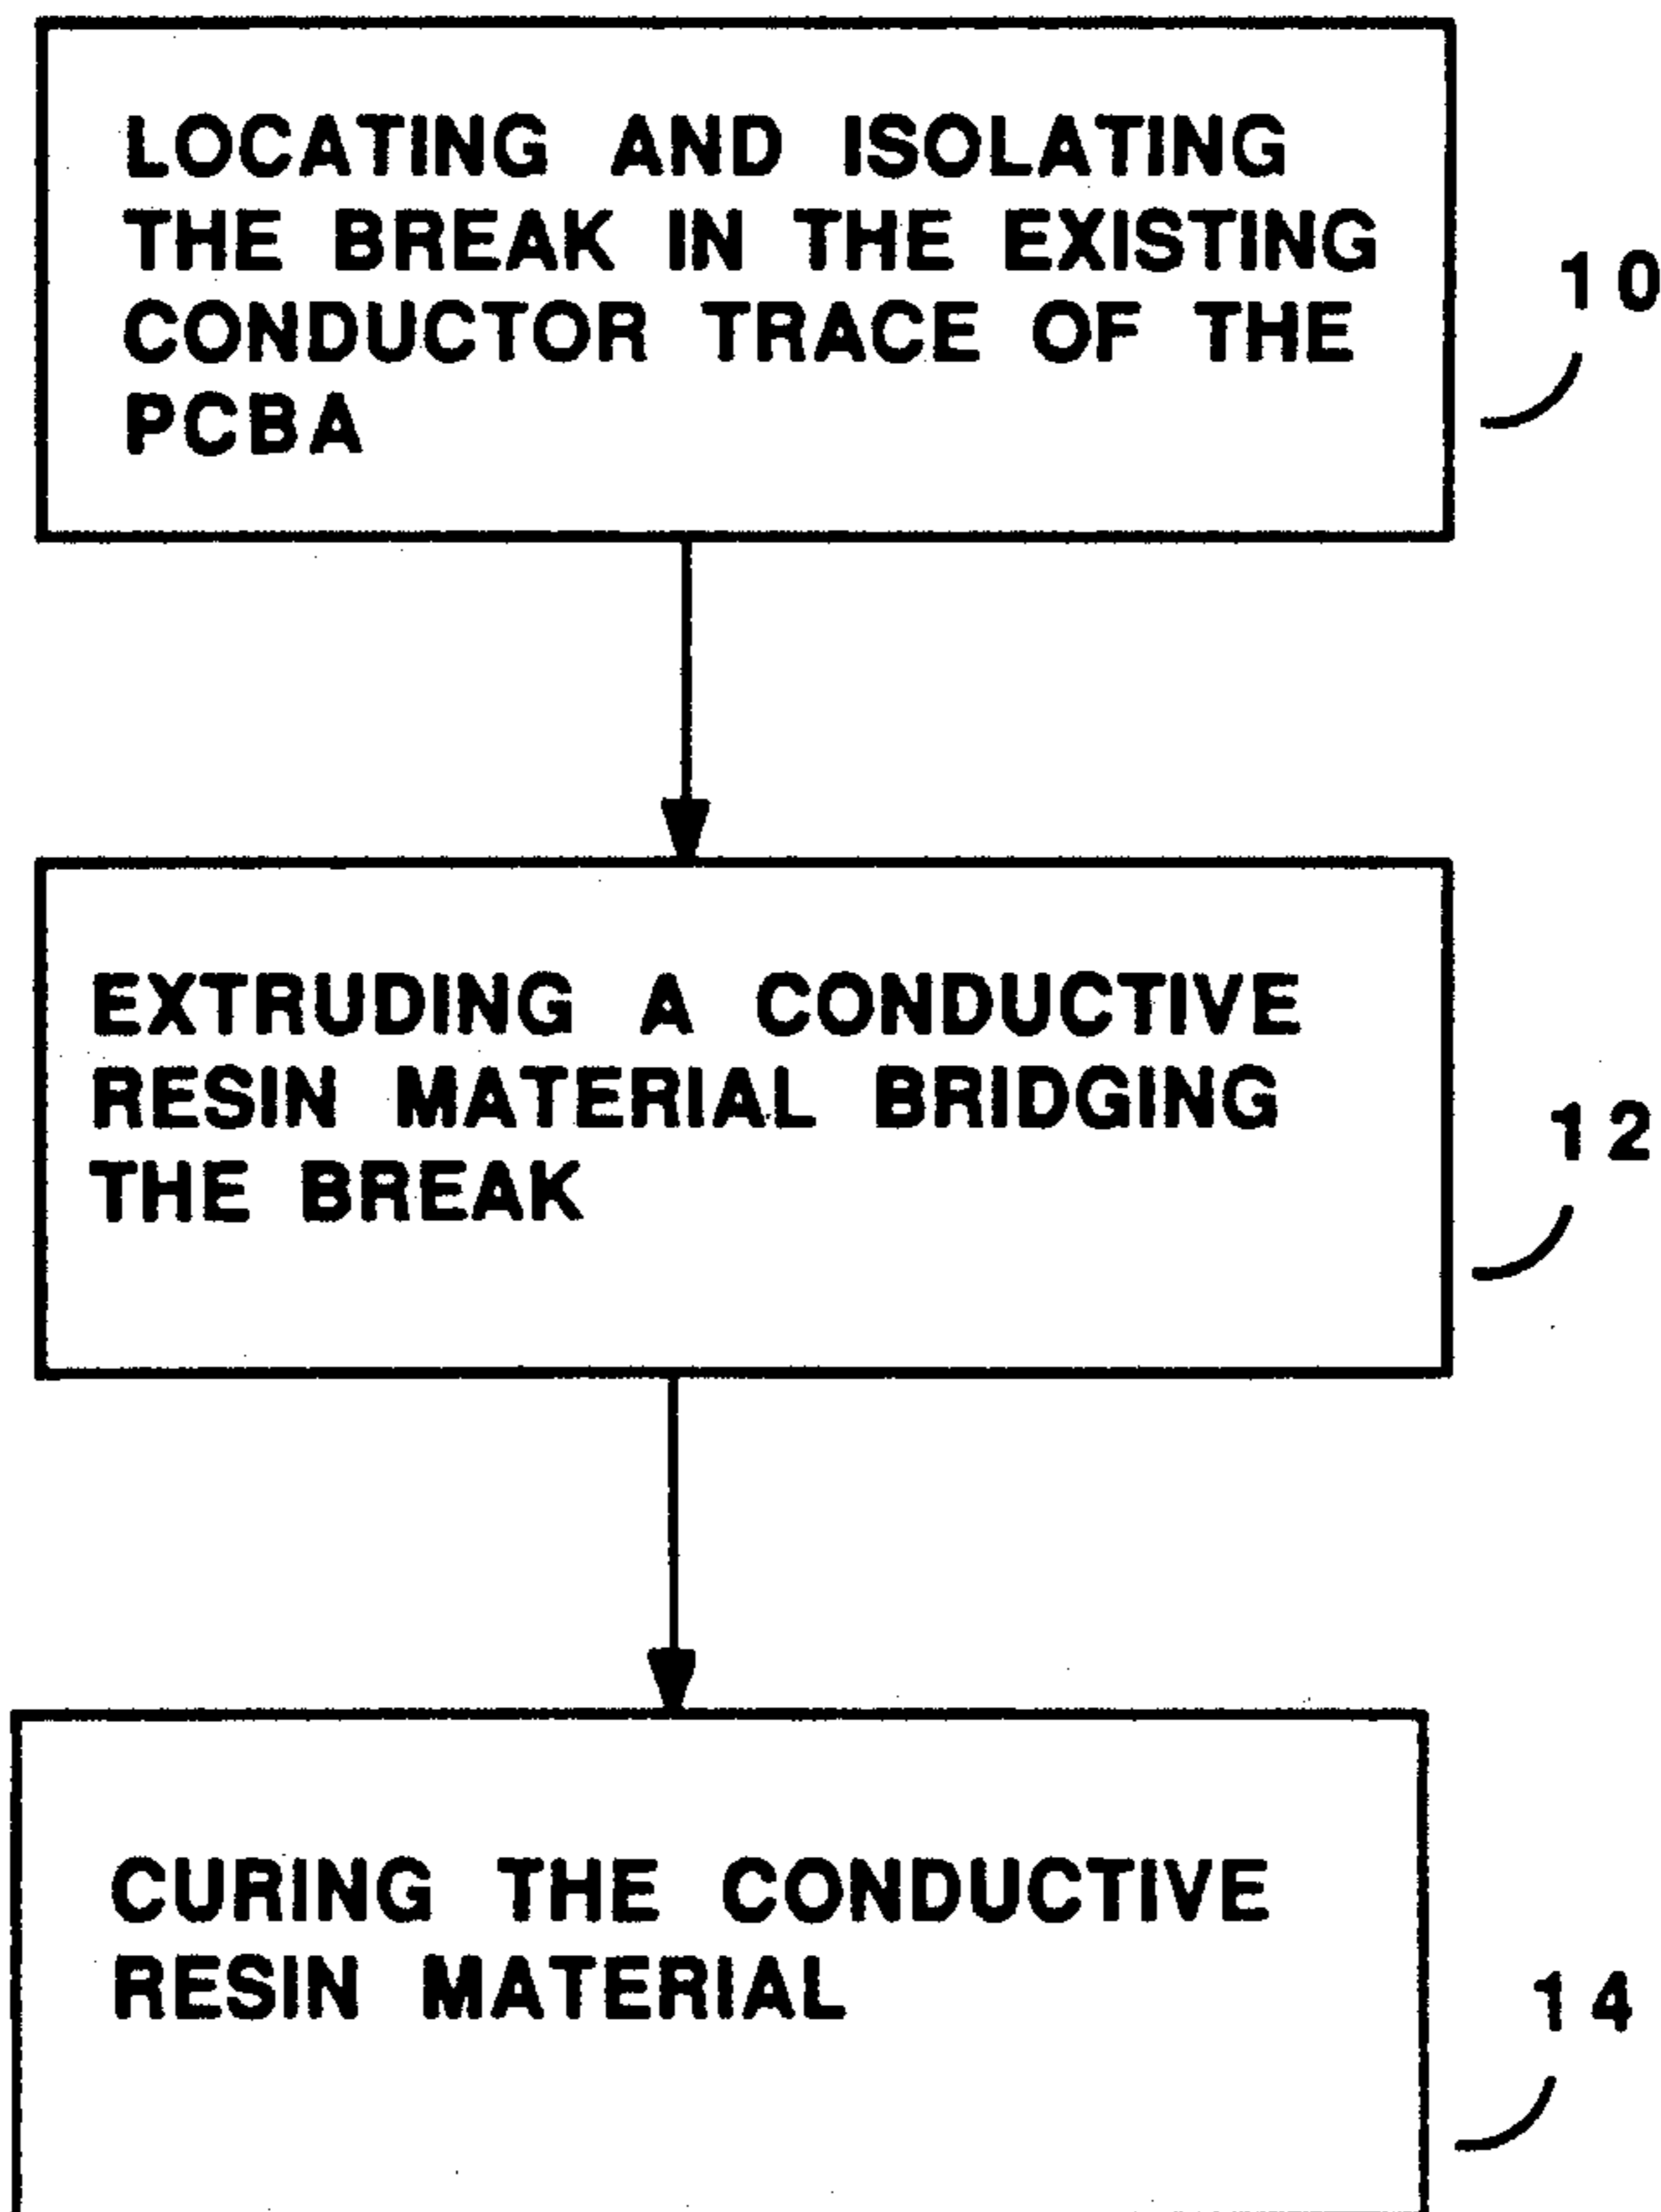 LOCATING AND ISOLATING
THE BREAK IN THE EXISTING
CONDUCTOR TRACE OF THE
PCBA
10
EXTRUDING A CONDUCTIVE
RESIN MATERIAL BRIDGING
THE BREAK
12
CURING THE CONDUCTIVE
RESIN MATERIAL
14